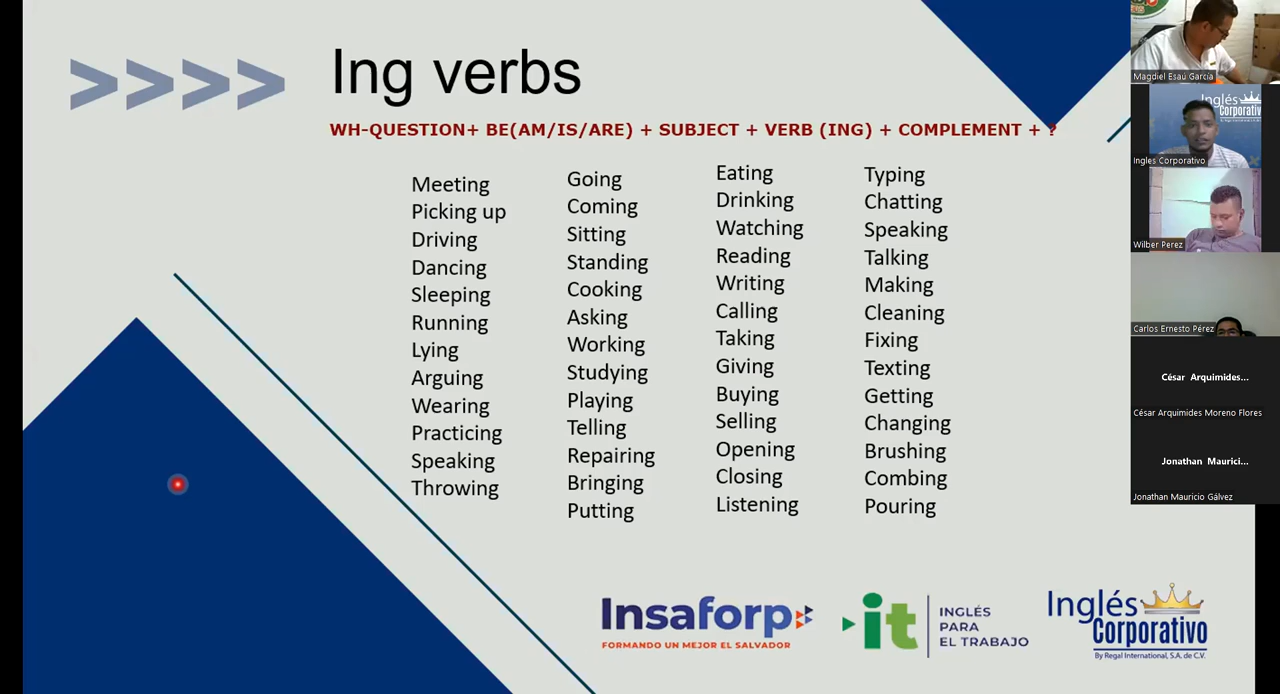 >>>>
Ing verbs
WH-QUESTION+ BE(AM/IS/ARE) + SUBJECT + VERB (ING) + COMPLEMENT + ?
Meeting
Picking up
Driving
Dancing
Sleeping
Running
Lying
Arguing
Wearing
Practicing
Speaking
Throwing
Going
Coming
Sitting
Standing
Cooking
Asking
Working
Studying
Playing
Telling
Repairing
Bringing
Putting
Eating
Drinking
Watching
Reading
Writing
Calling
Taking
Giving
Buying
Selling
Opening
Closing
Listening
Typing
Chatting
Speaking
Talking
Making
Cleaning
Fixing
Texting
Getting
Changing
Brushing
Combing
Pouring
Insaforp
FORMANDO UN MEJOR EL SALVADOR
it
INGLÉS
PARA
EL TRABAJO
Inglés
Corporativo
By Regal International, S.A. de C.V.
Magdiel Esaú García
Inglés
Corporativo
Ingles Corporativo
Wilber Perez
Carlos Ernesto Pérez
César Arquimides...
César Arquimides Moreno Flores
Jonathan Maurici...
Jonathan Mauricio Gálvez